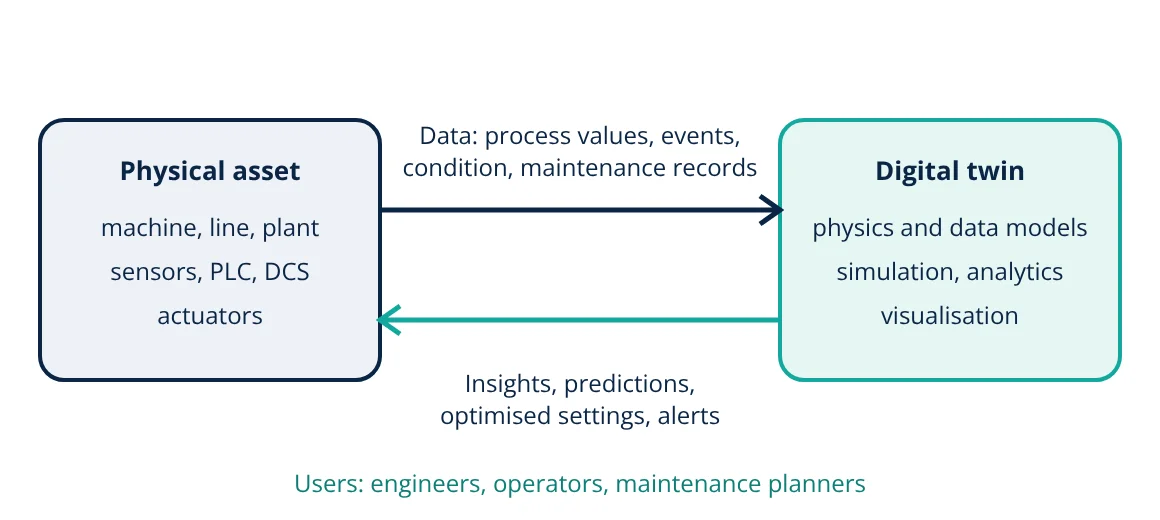 Physical asset
machine, line, plant
sensors, PLC, DCS
actuators
Data: process values, events,
condition, maintenance records
Insights, predictions,
optimised settings, alerts
Digital twin
physics and data models
simulation, analytics
visualisation
Users: engineers, operators, maintenance planners